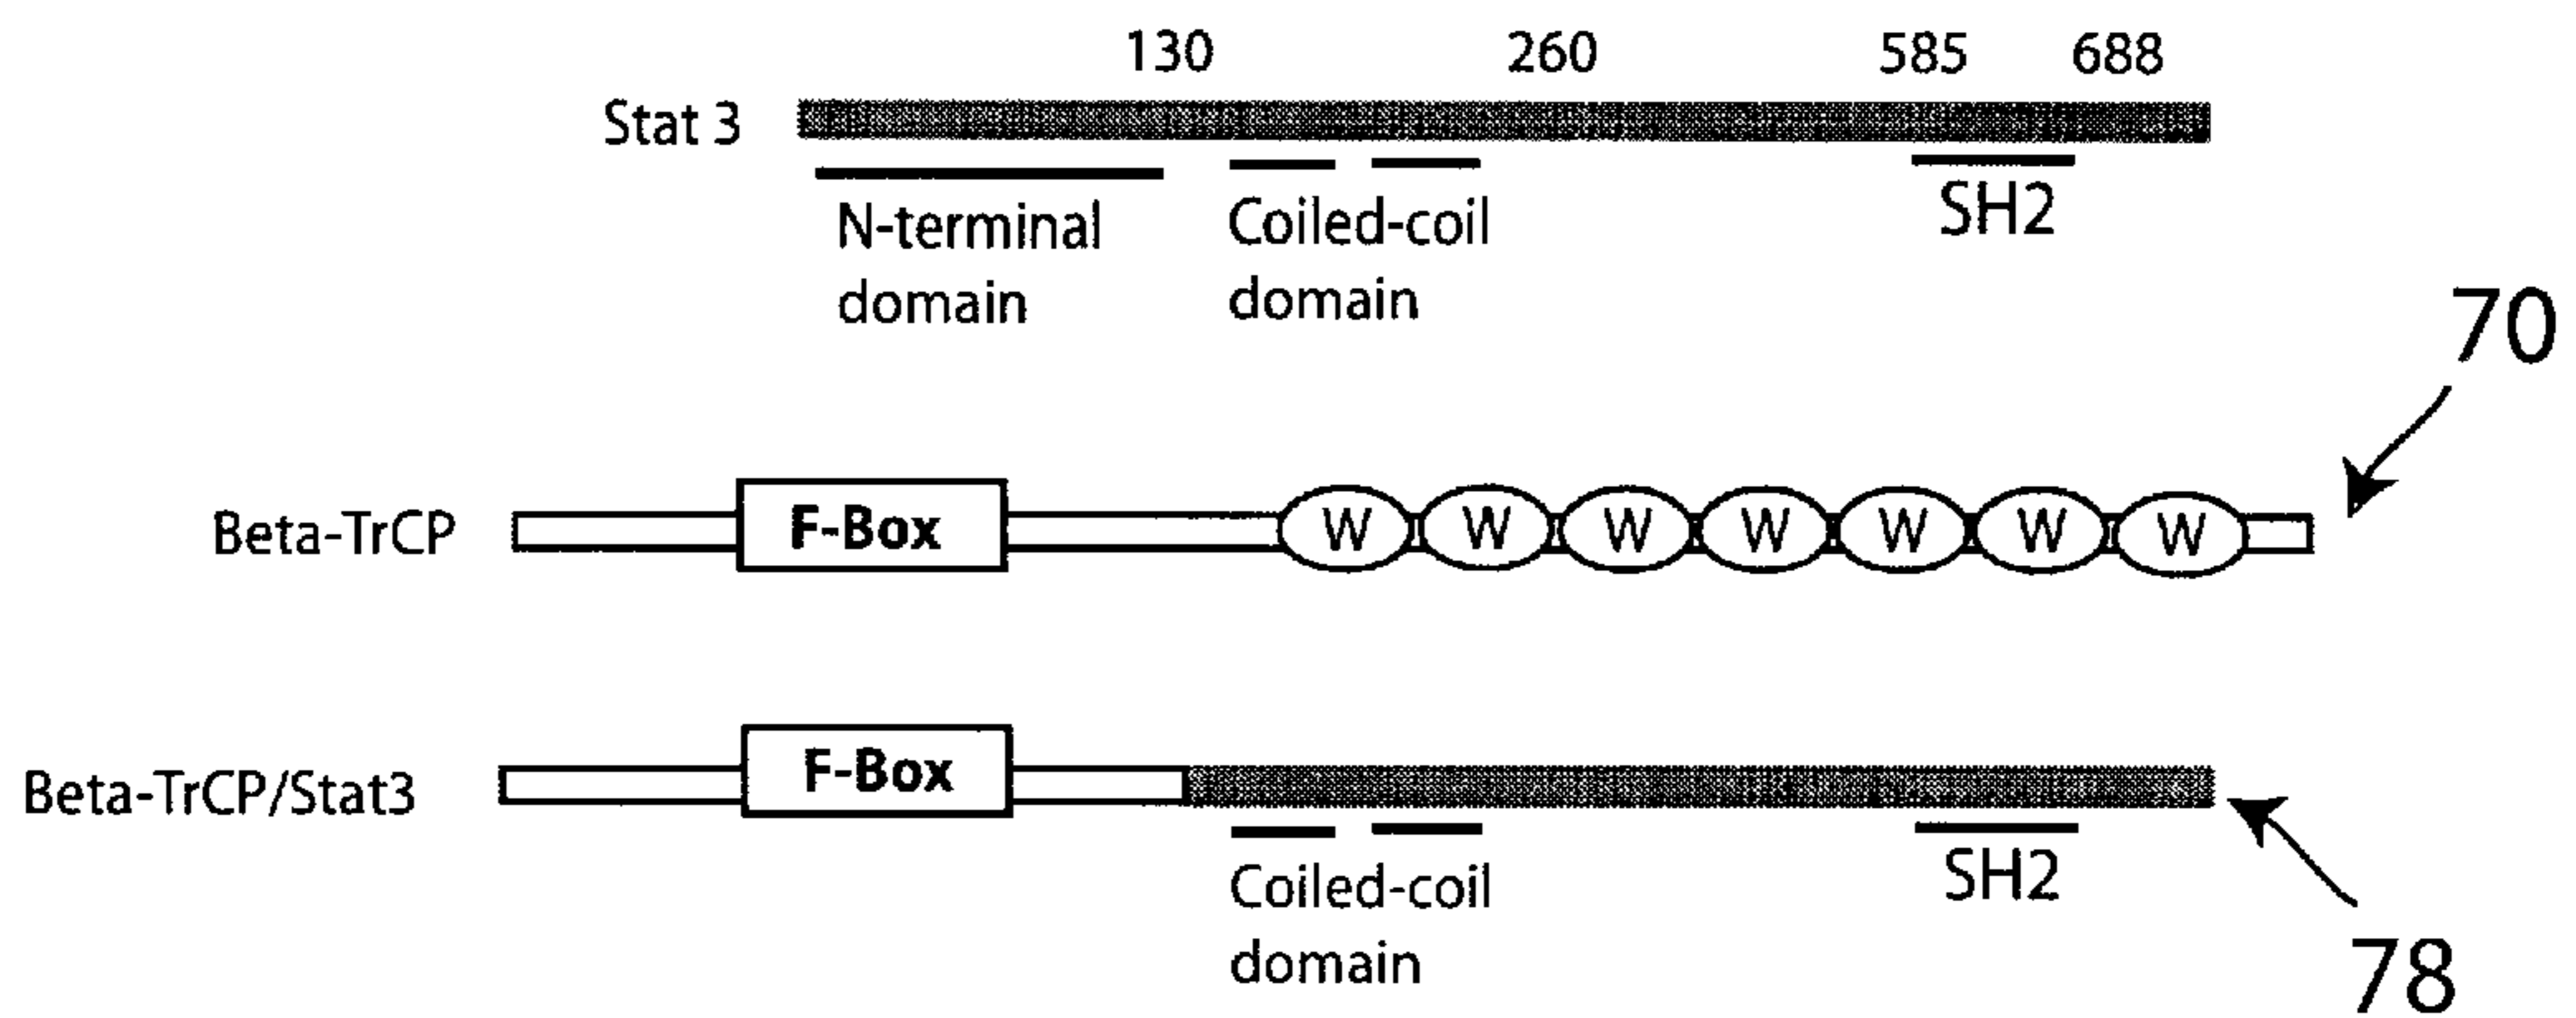 130 260 585 688
Stat 3
N-terminal
domain
Coiled-coil
domain
SH2
70
Beta-TrCP F-Box W W W W W W W
Beta-TrCP/Stat3 F-Box
Coiled-coil
domain
SH2
78